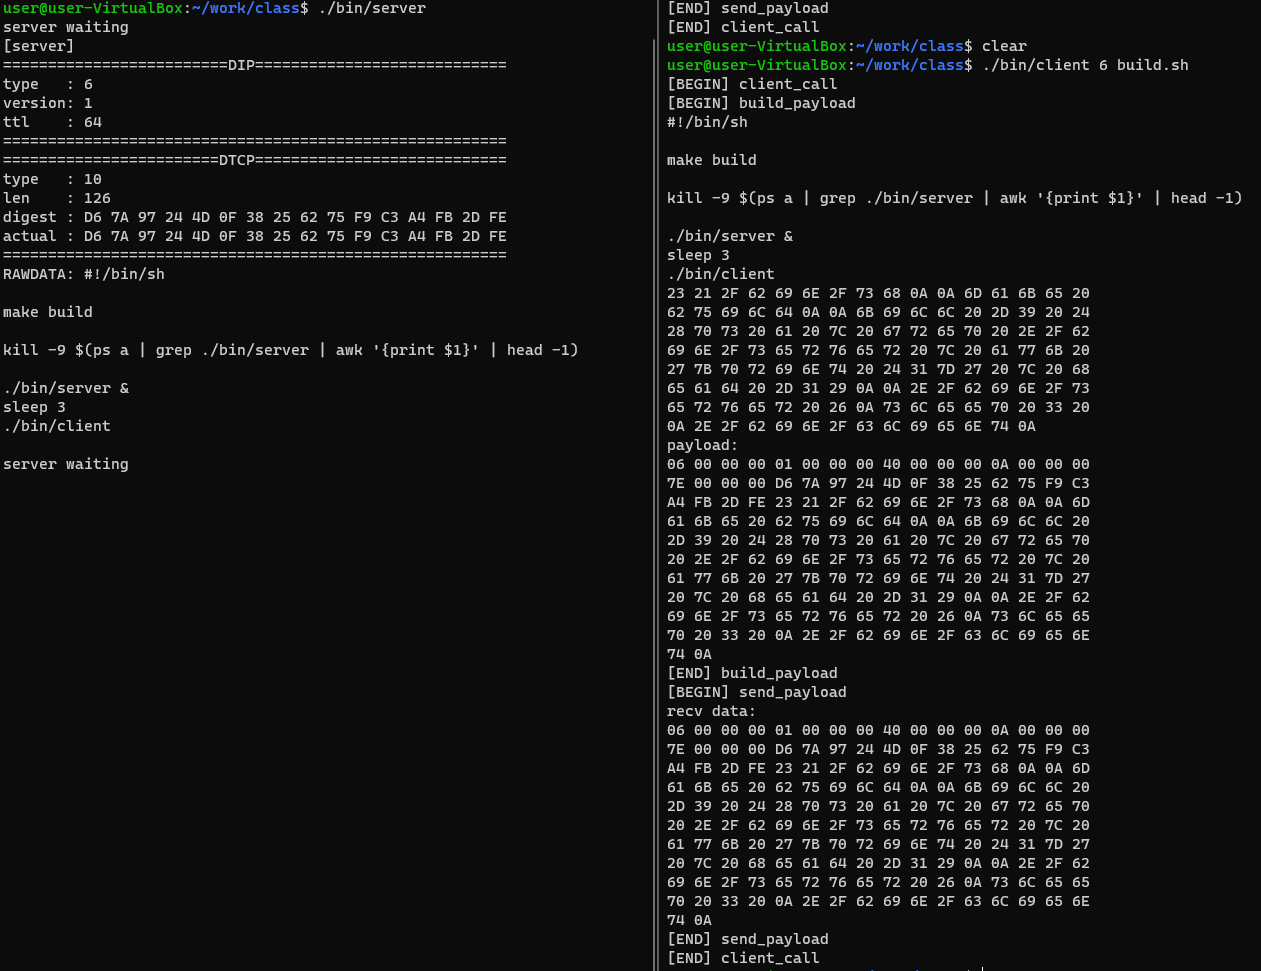 user@user-VirtualBox:~/work/class$ ./bin/server
server waiting
[server]
=========================DIP============================
type   : 6
version: 1
ttl    : 64
========================================================
========================DTCP============================
type   : 10
len    : 126
digest : D6 7A 97 24 4D 0F 38 25 62 75 F9 C3 A4 FB 2D FE
actual : D6 7A 97 24 4D 0F 38 25 62 75 F9 C3 A4 FB 2D FE
========================================================
RAWDATA: #!/bin/sh

make build

kill -9 $(ps a | grep ./bin/server | awk '{print $1}' | head -1)

./bin/server &
sleep 3
./bin/client

server waiting
[END] send_payload
[END] client_call
user@user-VirtualBox:~/work/class$ clear
user@user-VirtualBox:~/work/class$ ./bin/client 6 build.sh
[BEGIN] client_call
[BEGIN] build_payload
#!/bin/sh

make build

kill -9 $(ps a | grep ./bin/server | awk '{print $1}' | head -1)

./bin/server &
sleep 3
./bin/client
23 21 2F 62 69 6E 2F 73 68 0A 0A 6D 61 6B 65 20
62 75 69 6C 64 0A 0A 6B 69 6C 6C 20 2D 39 20 24
28 70 73 20 61 20 7C 20 67 72 65 70 20 2E 2F 62
69 6E 2F 73 65 72 76 65 72 20 7C 20 61 77 6B 20
27 7B 70 72 69 6E 74 20 24 31 7D 27 20 7C 20 68
65 61 64 20 2D 31 29 0A 0A 2E 2F 62 69 6E 2F 73
65 72 76 65 72 20 26 0A 73 6C 65 65 70 20 33 20
0A 2E 2F 62 69 6E 2F 63 6C 69 65 6E 74 0A
payload:
06 00 00 00 01 00 00 00 40 00 00 00 0A 00 00 00
7E 00 00 00 D6 7A 97 24 4D 0F 38 25 62 75 F9 C3
A4 FB 2D FE 23 21 2F 62 69 6E 2F 73 68 0A 0A 6D
61 6B 65 20 62 75 69 6C 64 0A 0A 6B 69 6C 6C 20
2D 39 20 24 28 70 73 20 61 20 7C 20 67 72 65 70
20 2E 2F 62 69 6E 2F 73 65 72 76 65 72 20 7C 20
61 77 6B 20 27 7B 70 72 69 6E 74 20 24 31 7D 27
20 7C 20 68 65 61 64 20 2D 31 29 0A 0A 2E 2F 62
69 6E 2F 73 65 72 76 65 72 20 26 0A 73 6C 65 65
70 20 33 20 0A 2E 2F 62 69 6E 2F 63 6C 69 65 6E
74 0A
[END] build_payload
[BEGIN] send_payload
recv data:
06 00 00 00 01 00 00 00 40 00 00 00 0A 00 00 00
7E 00 00 00 D6 7A 97 24 4D 0F 38 25 62 75 F9 C3
A4 FB 2D FE 23 21 2F 62 69 6E 2F 73 68 0A 0A 6D
61 6B 65 20 62 75 69 6C 64 0A 0A 6B 69 6C 6C 20
2D 39 20 24 28 70 73 20 61 20 7C 20 67 72 65 70
20 2E 2F 62 69 6E 2F 73 65 72 76 65 72 20 7C 20
61 77 6B 20 27 7B 70 72 69 6E 74 20 24 31 7D 27
20 7C 20 68 65 61 64 20 2D 31 29 0A 0A 2E 2F 62
69 6E 2F 73 65 72 76 65 72 20 26 0A 73 6C 65 65
70 20 33 20 0A 2E 2F 62 69 6E 2F 63 6C 69 65 6E
74 0A
[END] send_payload
[END] client_call